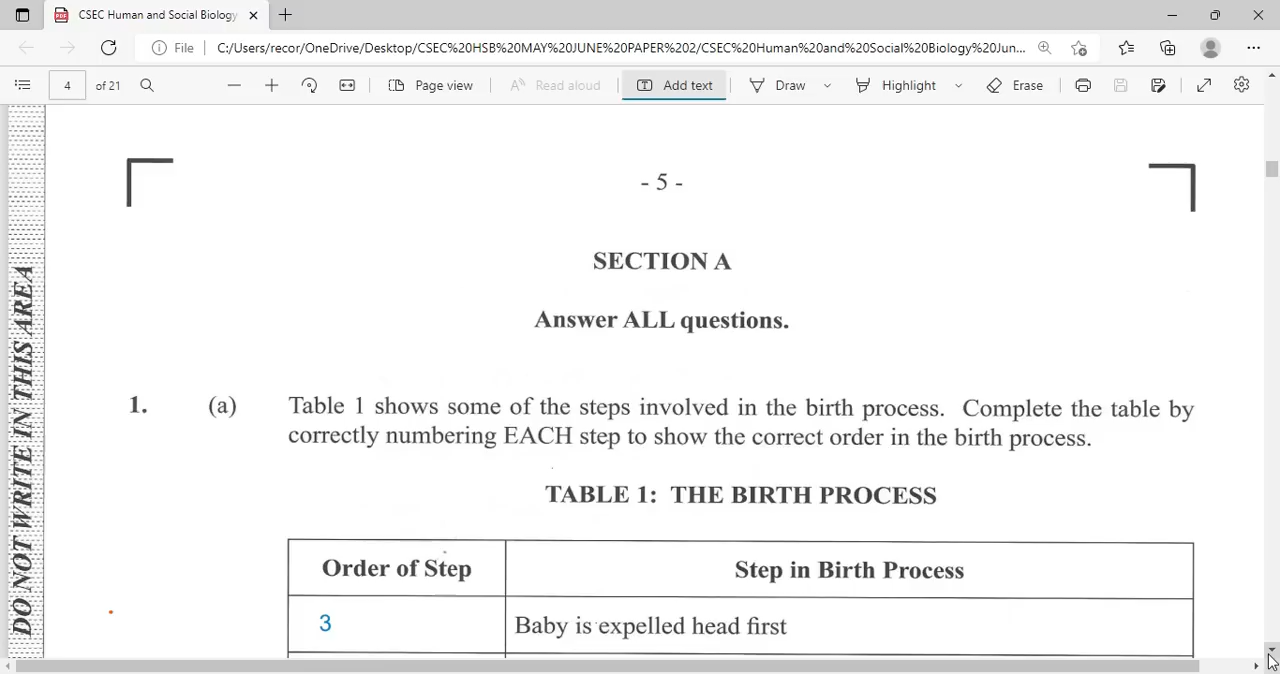 CSEC Human and Social Biology
File
C:/Users/recor/OneDrive/Desktop/CSEC%20HSB%20MAY%20JUNE%20PAPER%202/CSEC%20Human%20and%20Social%20Biology%20Jun...
4 of 21
Page view
Read aloud
Add text
Draw
Highlight
Erase
- 5 -
SECTION A
Answer ALL questions.
1. (a) Table 1 shows some of the steps involved in the birth process. Complete the table by
correctly numbering EACH step to show the correct order in the birth process.
TABLE 1: THE BIRTH PROCESS
Order of Step Step in Birth Process
3 Baby is expelled head first
DO NOT WRITE IN THIS AREA